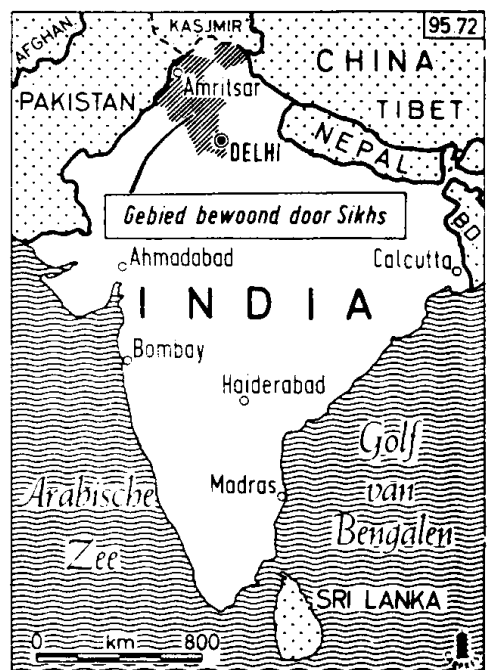 AFGHAN.
KASJMIR
95.72
CHINA
Amritsar
PAKISTAN
TIBET
NEPAL
DELHI
Gebied bewoond door Sikhs
BD.
Ahmadabad
Calcutta
INDIA
Bombay
Haiderabad
Golf
van
Bengalen
Madras
Arabische
Zee
SRI LANKA
0 km 800